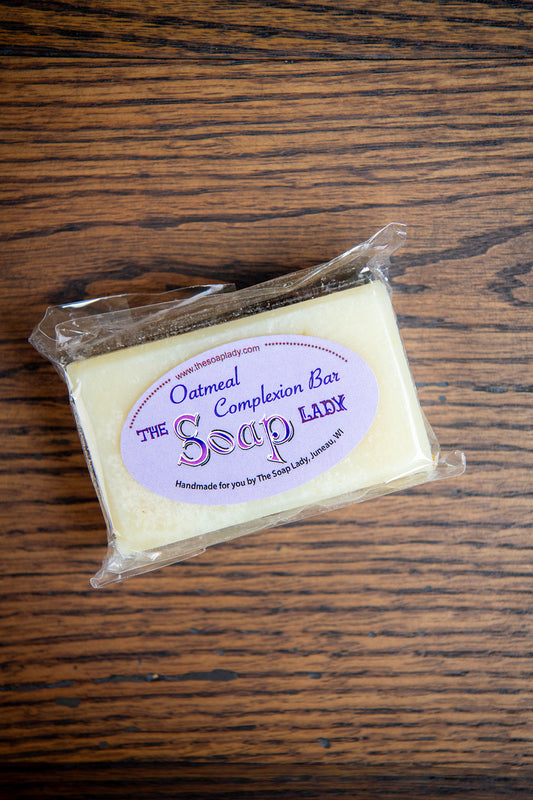 www.thesoaplady.com
Oatmeal
Complexion Bar
THE Soap LADY
Handmade for you by The Soap Lady, Juneau, WI